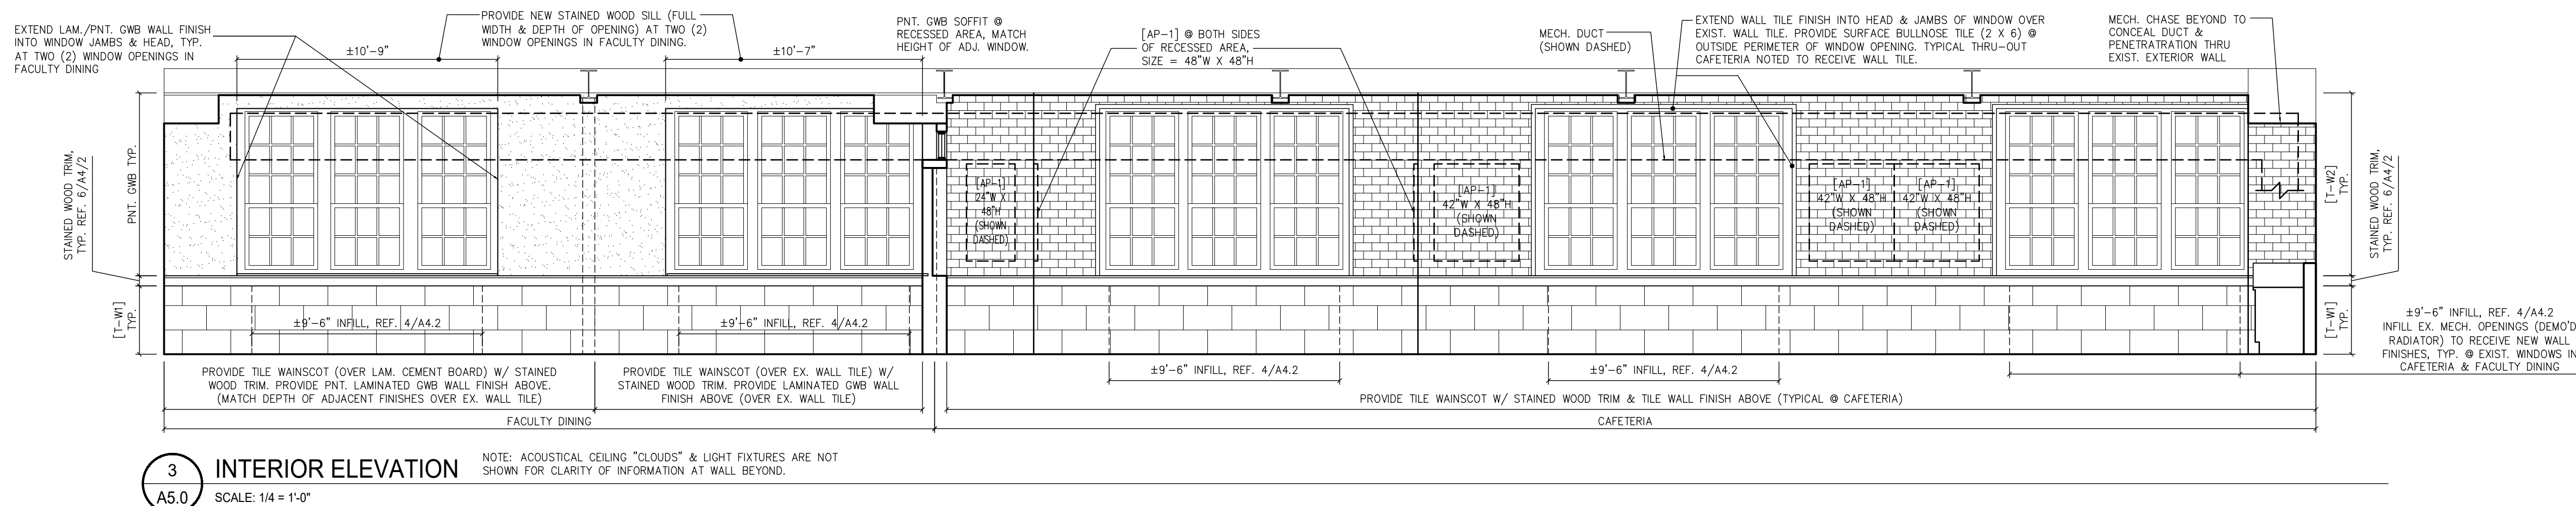 EXTEND LAM./PNT. GWB WALL FINISH
INTO WINDOW JAMBS & HEAD, TYP.
AT TWO (2) WINDOW OPENINGS IN
FACULTY DINING
±10'-9"
PROVIDE NEW STAINED WOOD SILL (FULL
WIDTH & DEPTH OF OPENING) AT TWO (2)
WINDOW OPENINGS IN FACULTY DINING.
±10'-7"
PNT. GWB SOFFIT @
RECESSED AREA, MATCH
HEIGHT OF ADJ. WINDOW.
[AP-1] @ BOTH SIDES
OF RECESSED AREA,
SIZE = 48"W X 48"H
MECH. DUCT
(SHOWN DASHED)
EXTEND WALL TILE FINISH INTO HEAD & JAMBS OF WINDOW OVER
EXIST. WALL TILE. PROVIDE SURFACE BULLNOSE TILE (2 X 6) @
OUTSIDE PERIMETER OF WINDOW OPENING. TYPICAL THRU-OUT
CAFETERIA NOTED TO RECEIVE WALL TILE.
MECH. CHASE BEYOND TO
CONCEAL DUCT &
PENETRATRATION THRU
EXIST. EXTERIOR WALL
STAINED WOOD TRIM,
TYP. REF. 6/A4/2
PNT. GWB TYP.
[T-W1]
TYP.
[AP-1]
24"W X
48"H
(SHOWN
DASHED)
[AP-1]
42"W X 48"H
(SHOWN
DASHED)
[AP-1]
42"W X 48"H
(SHOWN
DASHED)
[AP-1]
42"W X 48"H
(SHOWN
DASHED)
[T-W2]
TYP.
STAINED WOOD TRIM,
TYP. REF. 6/A4/2
[T-W1]
TYP.
±9'-6" INFILL, REF. 4/A4.2
±9'-6" INFILL, REF. 4/A4.2
±9'-6" INFILL, REF. 4/A4.2
±9'-6" INFILL, REF. 4/A4.2
±9'-6" INFILL, REF. 4/A4.2
INFILL EX. MECH. OPENINGS (DEMO'D
RADIATOR) TO RECEIVE NEW WALL
FINISHES, TYP. @ EXIST. WINDOWS IN
CAFETERIA & FACULTY DINING
PROVIDE TILE WAINSCOT (OVER LAM. CEMENT BOARD) W/ STAINED
WOOD TRIM. PROVIDE PNT. LAMINATED GWB WALL FINISH ABOVE.
(MATCH DEPTH OF ADJACENT FINISHES OVER EX. WALL TILE)
PROVIDE TILE WAINSCOT (OVER EX. WALL TILE) W/
STAINED WOOD TRIM. PROVIDE LAMINATED GWB WALL
FINISH ABOVE (OVER EX. WALL TILE)
PROVIDE TILE WAINSCOT W/ STAINED WOOD TRIM & TILE WALL FINISH ABOVE (TYPICAL @ CAFETERIA)
FACULTY DINING
CAFETERIA
3
A5.0
INTERIOR ELEVATION
SCALE: 1/4 = 1'-0"
NOTE: ACOUSTICAL CEILING "CLOUDS" & LIGHT FIXTURES ARE NOT
SHOWN FOR CLARITY OF INFORMATION AT WALL BEYOND.